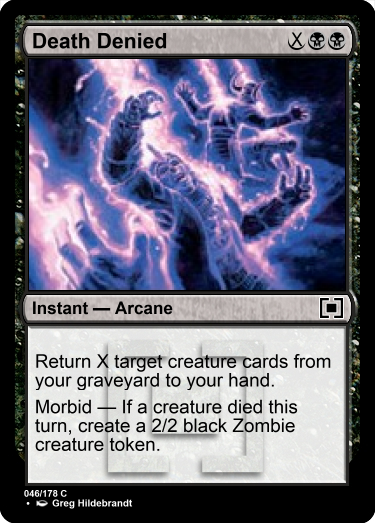 Death Denied X
Instant — Arcane
Return X target creature cards from
your graveyard to your hand.
Morbid — If a creature died this
turn, create a 2/2 black Zombie
creature token.
046/178 C
• Greg Hildebrandt